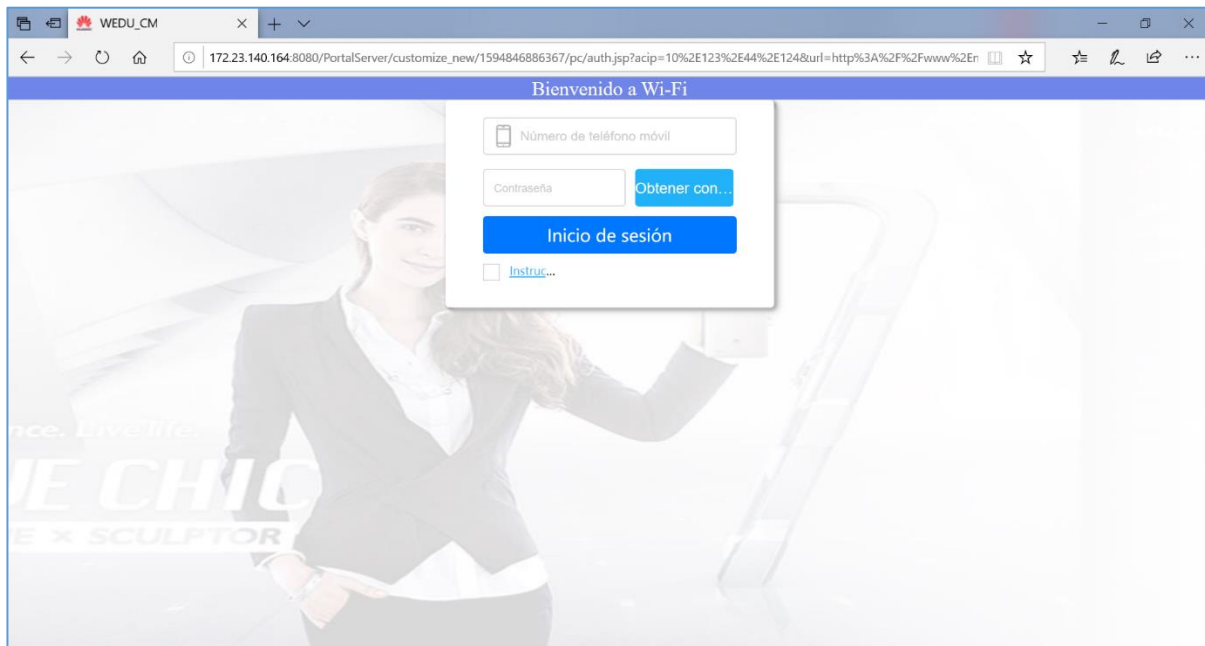 WEDU_CM
172.23.140.164:8080/PortalServer/customize_new/1594846886367/pc/auth.jsp?acip=10%2E123%2E44%2E124&url=http%3A%2F%2Fwww%2En
Bienvenido a Wi-Fi
Número de teléfono móvil
Contraseña
Obtener con...
Inicio de sesión
Instruc...
nce. Live life.
UE CHIC
E × SCULPTOR